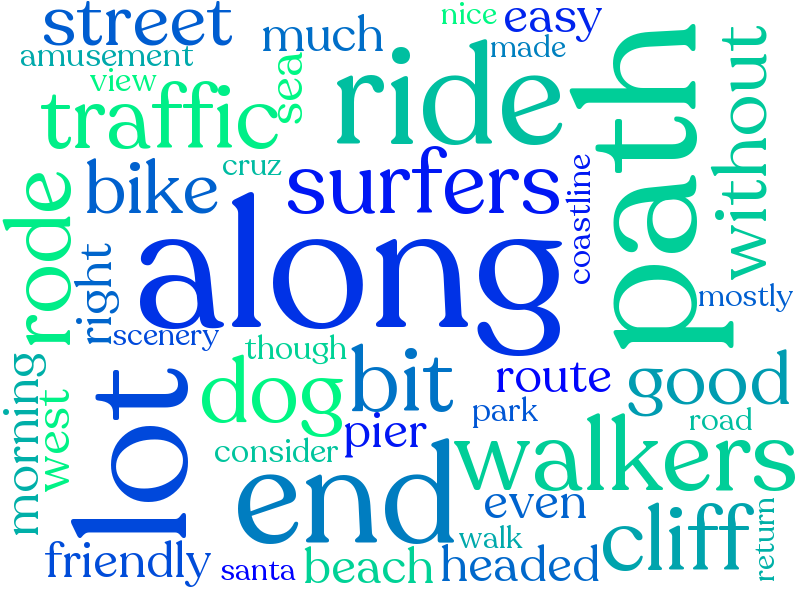 street
much
nice
easy
amusement
made
view
sea
ride
path
without
traffic
cruz
bike
surfers
coastline
rode
along
right
mostly
scenery
though
bit
route
good
morning
west
lot
dog
pier
park
road
consider
end
walkers
even
cliff
return
friendly
santa
beach
walk
headed